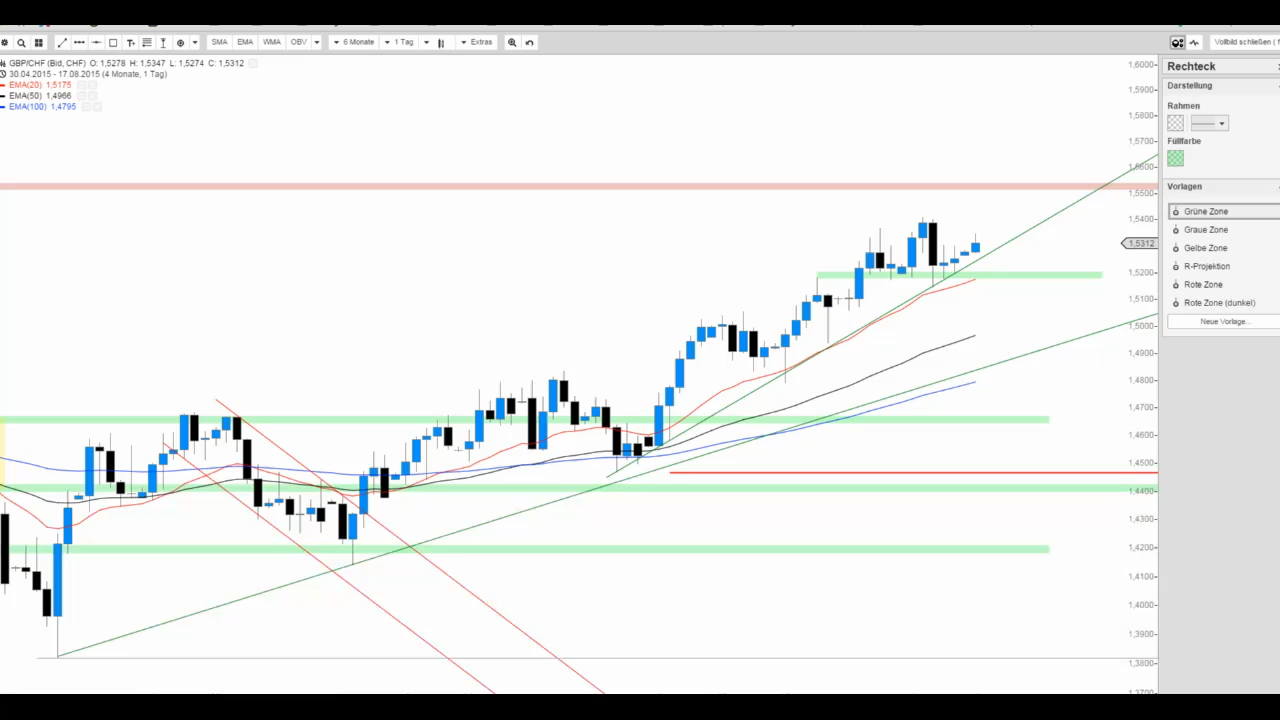 SMA EMA WMA OBV 6 Monate 1 Tag Extras Vollbild schließen ( f
GBP/CHF (Bid, CHF) O: 1,5278 H: 1,5347 L: 1,5274 C: 1,5312
30.04.2015 - 17.08.2015 (4 Monate, 1 Tag)
EMA(20) 1,5175
EMA(50) 1,4966
EMA(100) 1,4795
1,6000
1,5900
1,5800
1,5700
1,5600
1,5500
1,5400
1,5312
1,5200
1,5100
1,5000
1,4900
1,4800
1,4700
1,4600
1,4500
1,4400
1,4300
1,4200
1,4100
1,4000
1,3900
1,3800
1,3700
Rechteck
Darstellung
Rahmen
Füllfarbe
Vorlagen
Grüne Zone
Graue Zone
Gelbe Zone
R-Projektion
Rote Zone
Rote Zone (dunkel)
Neue Vorlage...